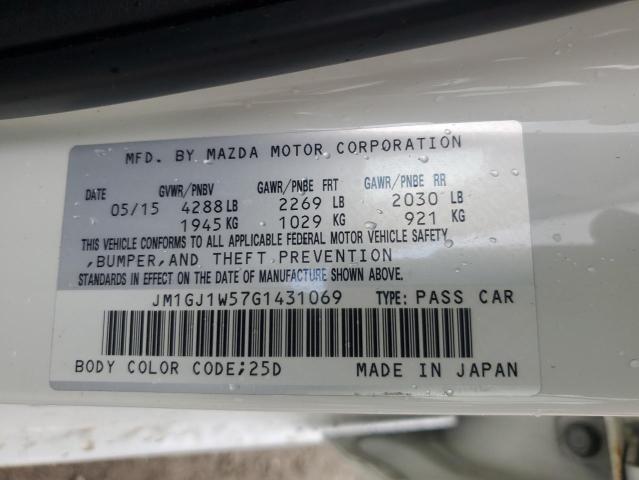 MFD. BY MAZDA MOTOR CORPORATION
DATE GVWR/PNBV GAWR/PNBE FRT GAWR/PNBE RR
05/15 4288 LB 2269 LB 2030 LB
1945 KG 1029 KG 921 KG
THIS VEHICLE CONFORMS TO ALL APPLICABLE FEDERAL MOTOR VEHICLE SAFETY
,BUMPER,AND THEFT PREVENTION
STANDARDS IN EFFECT ON THE DATE OF MANUFACTURE SHOWN ABOVE.
JM1GJ1W57G1431069 TYPE: PASS CAR
BODY COLOR CODE;25D MADE IN JAPAN